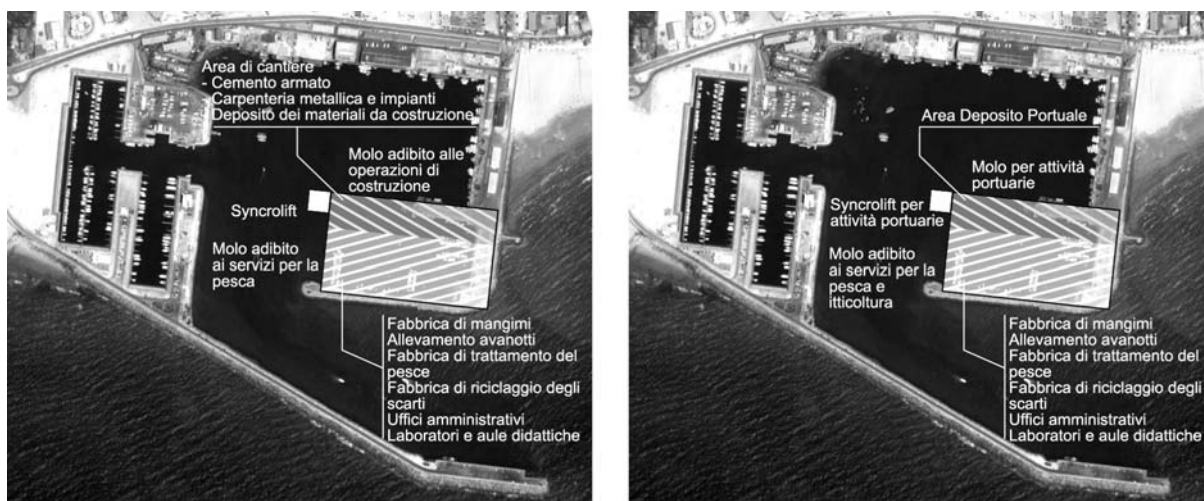 Area di cantiere
- Cemento armato
- Carpenteria metallica e impianti
Deposito dei materiali da costruzione
Molo adibito alle
operazioni di
costruzione
Syncrolift
Molo adibito
ai servizi per la
pesca
Fabbrica di mangimi
Allevamento avanotti
Fabbrica di trattamento del
pesce
Fabbrica di riciclaggio degli
scarti
Uffici amministrativi
Laboratori e aule didattiche
Area Deposito Portuale
Molo per attività
portuarie
Syncrolift per
attività portuarie
Molo adibito
ai servizi per la
pesca e
itticoltura
Fabbrica di mangimi
Allevamento avanotti
Fabbrica di trattamento del
pesce
Fabbrica di riciclaggio degli
scarti
Uffici amministrativi
Laboratori e aule didattiche